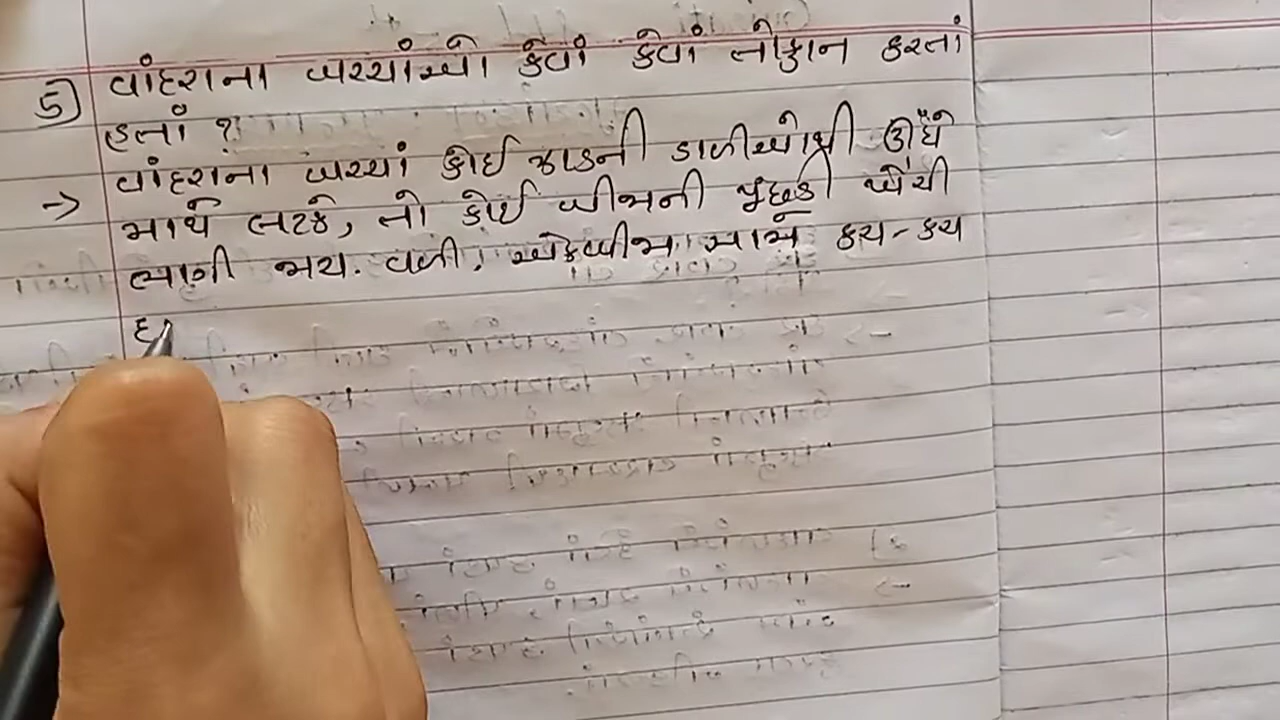 5) વાંદરાના બચ્ચાંઓ કેવાં કેવાં તોફાન કરતાં
હતાં ?
→ વાંદરાના બચ્ચાં કોઈ ઝાડની ડાળીઓથી ઊંધે
માથે લટકે, તો કોઈ બીજાની પૂંછડી ખેંચી
ભાગી જાય. વળી, એકબીજા સામે કચ-કચ